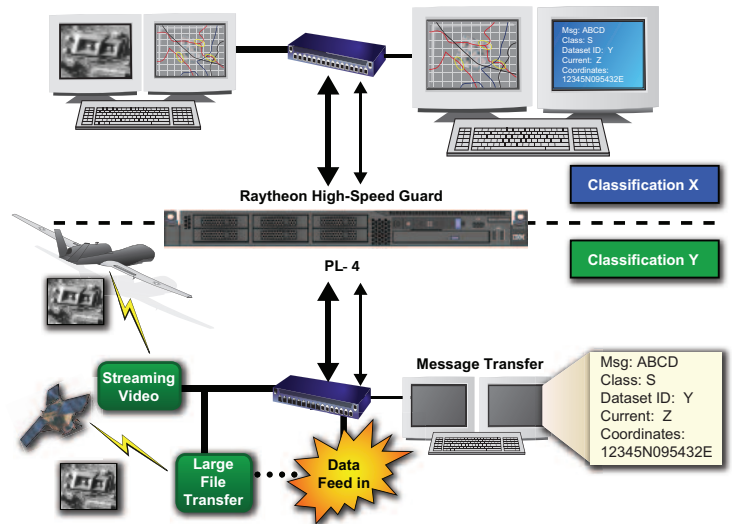 Msg: ABCD
Class: S
Dataset ID: Y
Current: Z
Coordinates:
12345N095432E
Raytheon High-Speed Guard
Classification X
IBM
Classification Y
PL- 4
Message Transfer
Streaming
Video
Msg: ABCD
Class: S
Dataset ID: Y
Current: Z
Coordinates:
12345N095432E
Large
File
Transfer
Data
Feed in